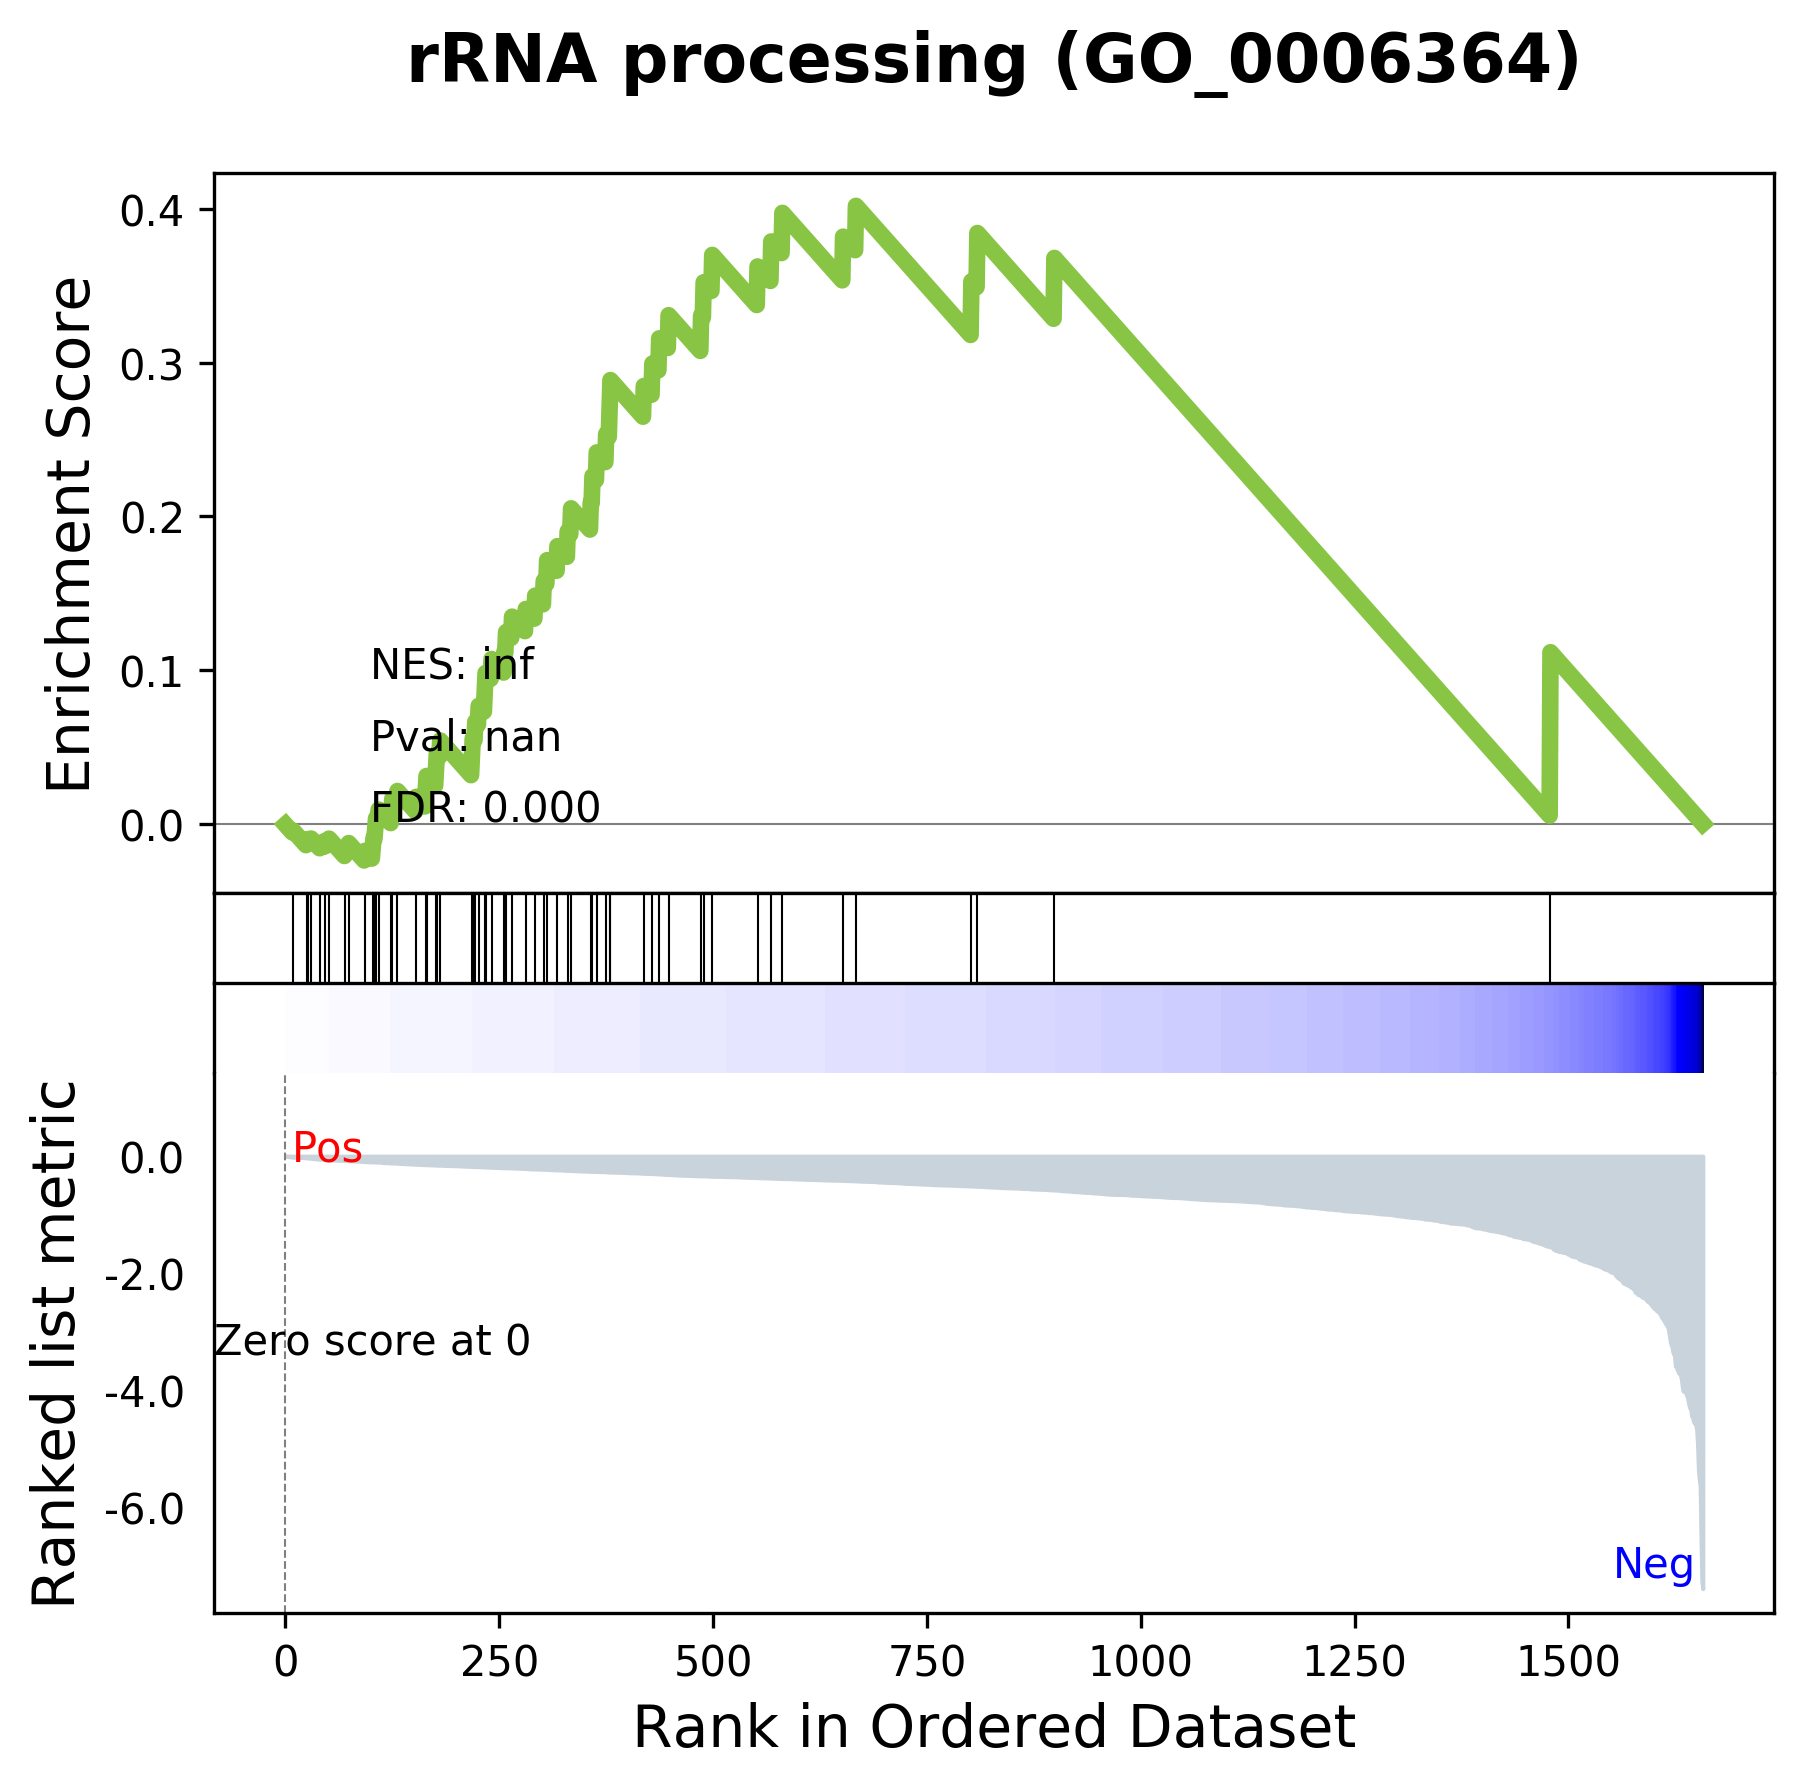 rRNA processing (GO_0006364)
Enrichment Score
0.4
0.3
0.2
0.1
0.0
NES: inf
Pval: nan
FDR: 0.000
Ranked list metric
0.0
-2.0
-4.0
-6.0
Pos
Zero score at 0
Neg
0 250 500 750 1000 1250 1500
Rank in Ordered Dataset